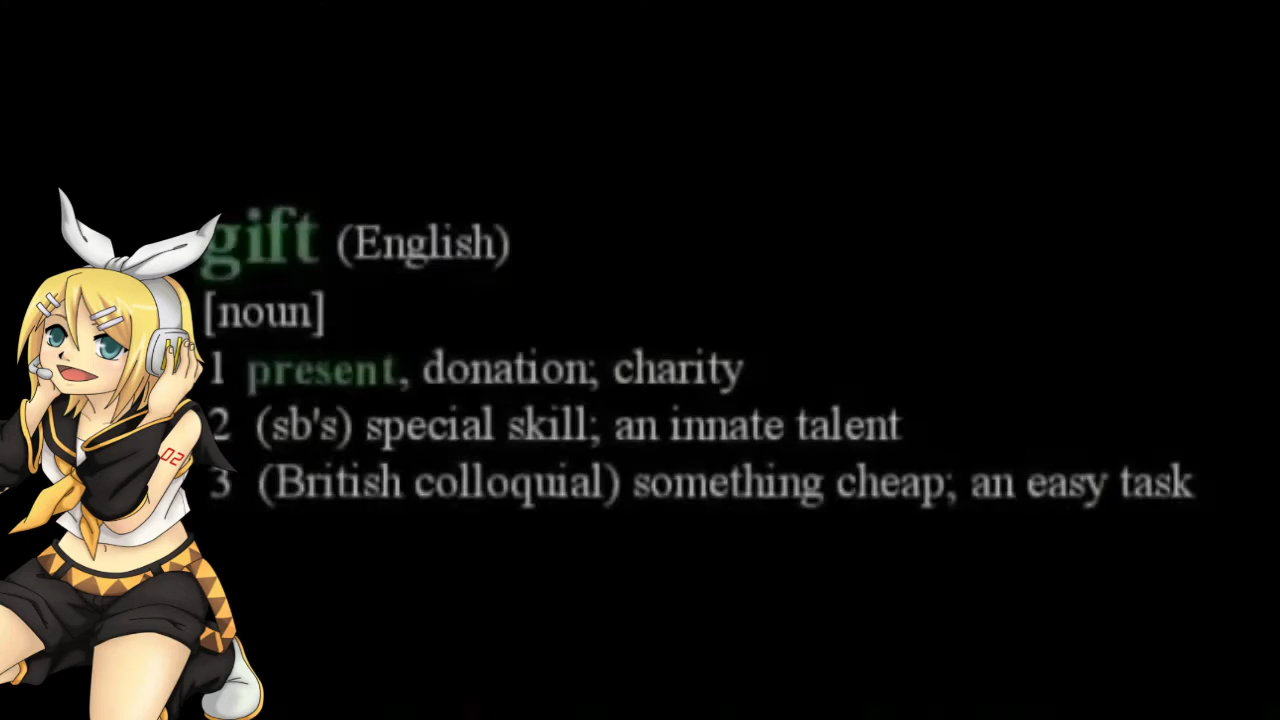 gift (English)
[noun]
1 present, donation; charity
2 (sb's) special skill; an innate talent
3 (British colloquial) something cheap; an easy task
02